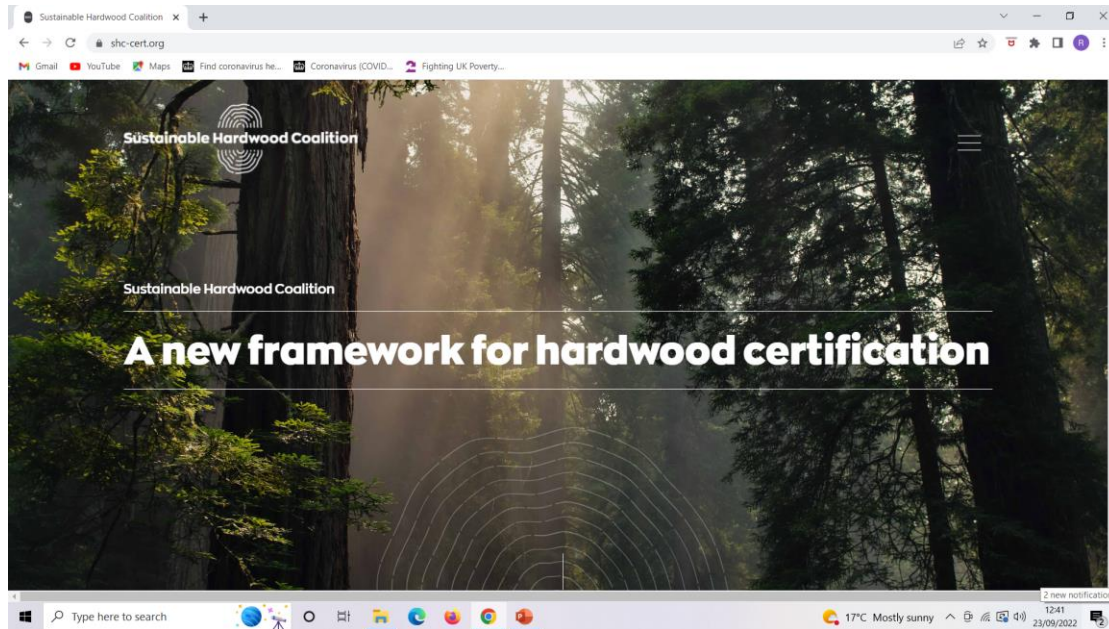 Sustainable Hardwood Coalition
shc-cert.org
R
Gmail
YouTube
Maps
Find coronavirus he...
Coronavirus (COVID...
Fighting UK Poverty...
Sustainable Hardwood Coalition
Sustainable Hardwood Coalition
A new framework for hardwood certification
2 new notification
Type here to search
17°C Mostly sunny
12:41
23/09/2022
2